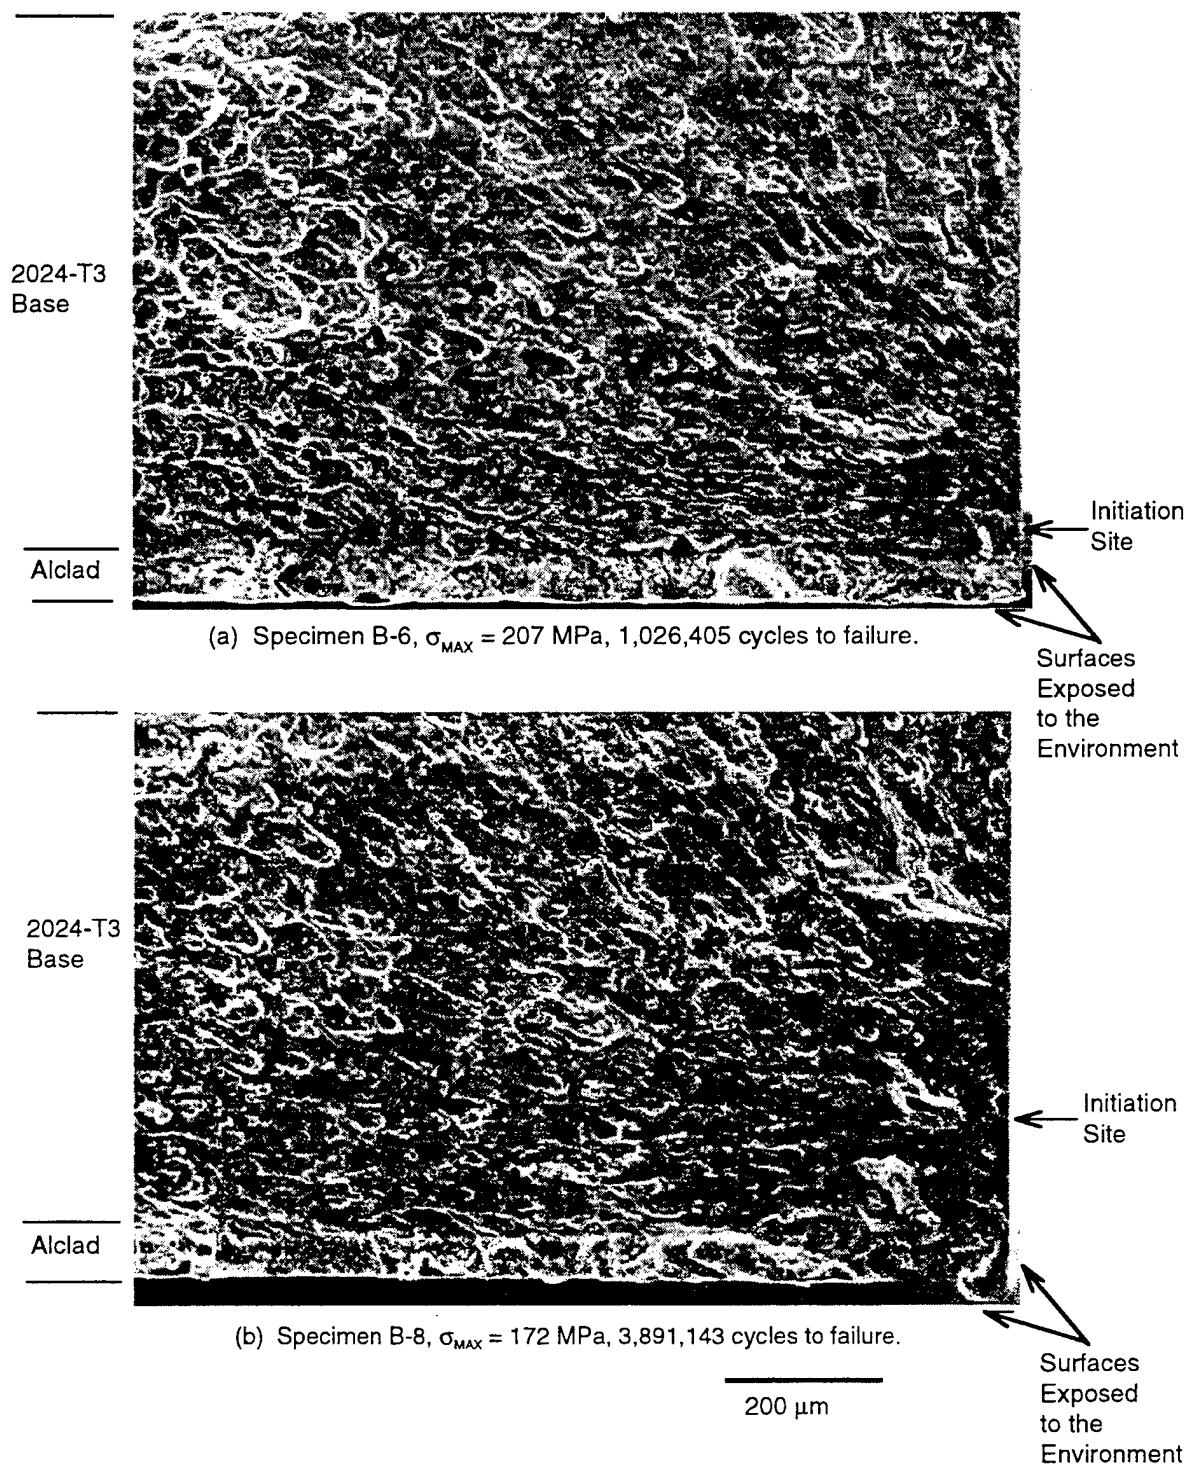 2024-T3
Base
Initiation
Site
Alclad
(a) Specimen B-6, σMAX = 207 MPa, 1,026,405 cycles to failure.
Surfaces
Exposed
to the
Environment
2024-T3
Base
Initiation
Site
Alclad
(b) Specimen B-8, σMAX = 172 MPa, 3,891,143 cycles to failure.
200 μm
Surfaces
Exposed
to the
Environment